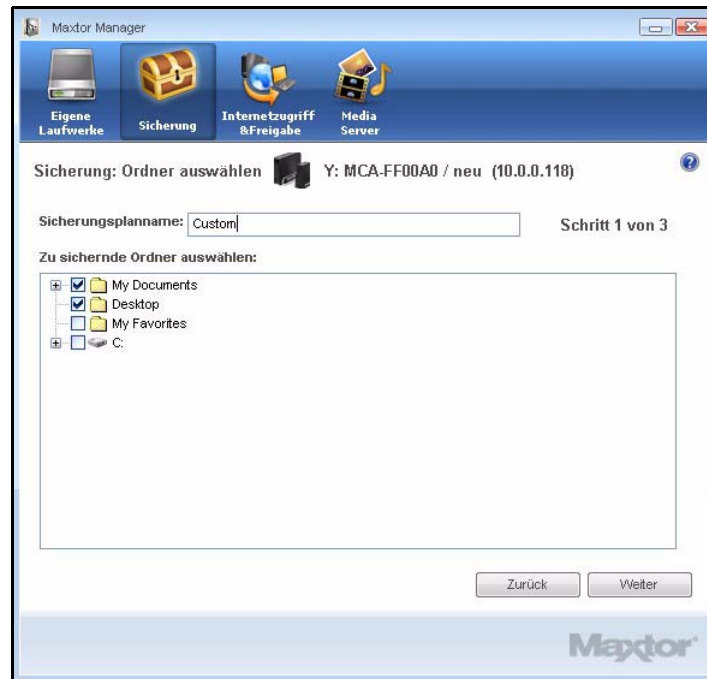 Maxtor Manager
Eigene
Laufwerke
Sicherung
Internetzugriff
&Freigabe
Media
Server
Sicherung: Ordner auswählen Y: MCA-FF00A0 / neu (10.0.0.118)
?
Sicherungsplanname: Custom Schritt 1 von 3
Zu sichernde Ordner auswählen:
My Documents
Desktop
My Favorites
C:
Zurück Weiter
Maxtor